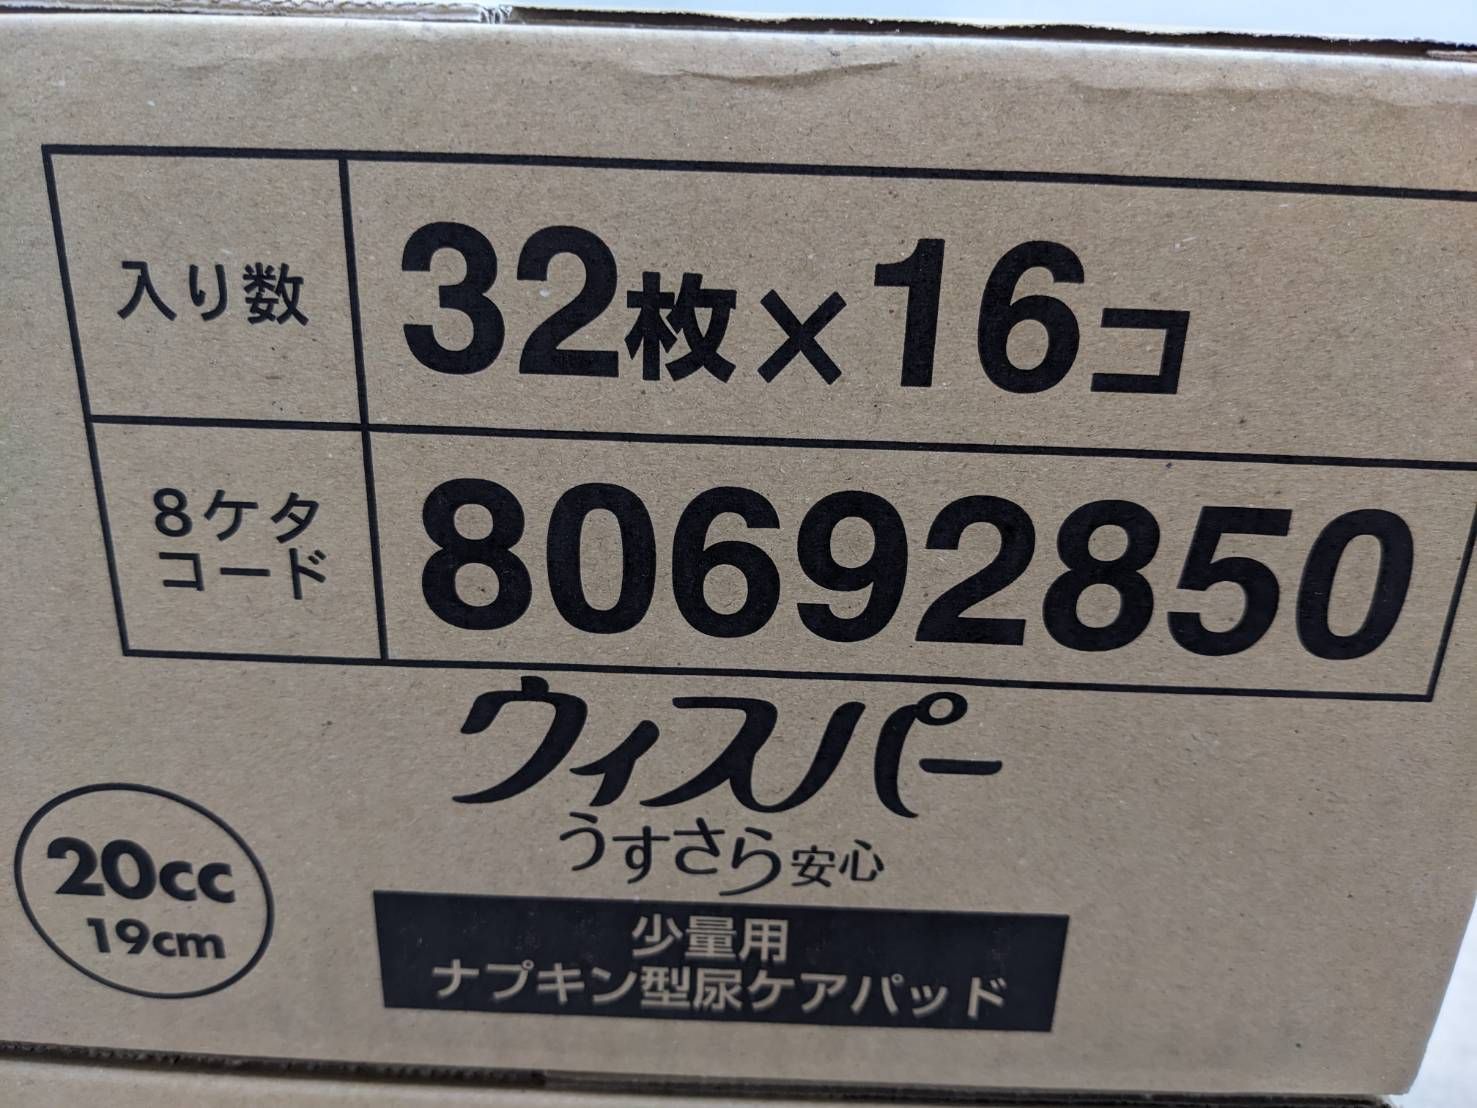 入り数
32枚×16コ
8ケタ
コード
80692850
ウィスパー
うすさら安心
20cc
19cm
少量用
ナプキン型尿ケアパッド